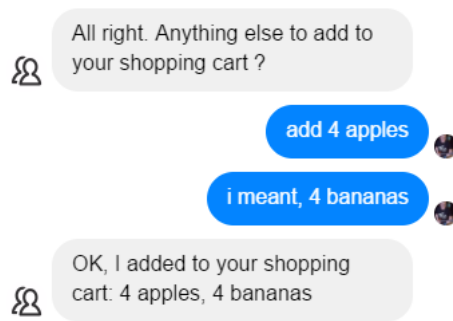 All right. Anything else to add to
your shopping cart ?
add 4 apples
i meant, 4 bananas
OK, I added to your shopping
cart: 4 apples, 4 bananas